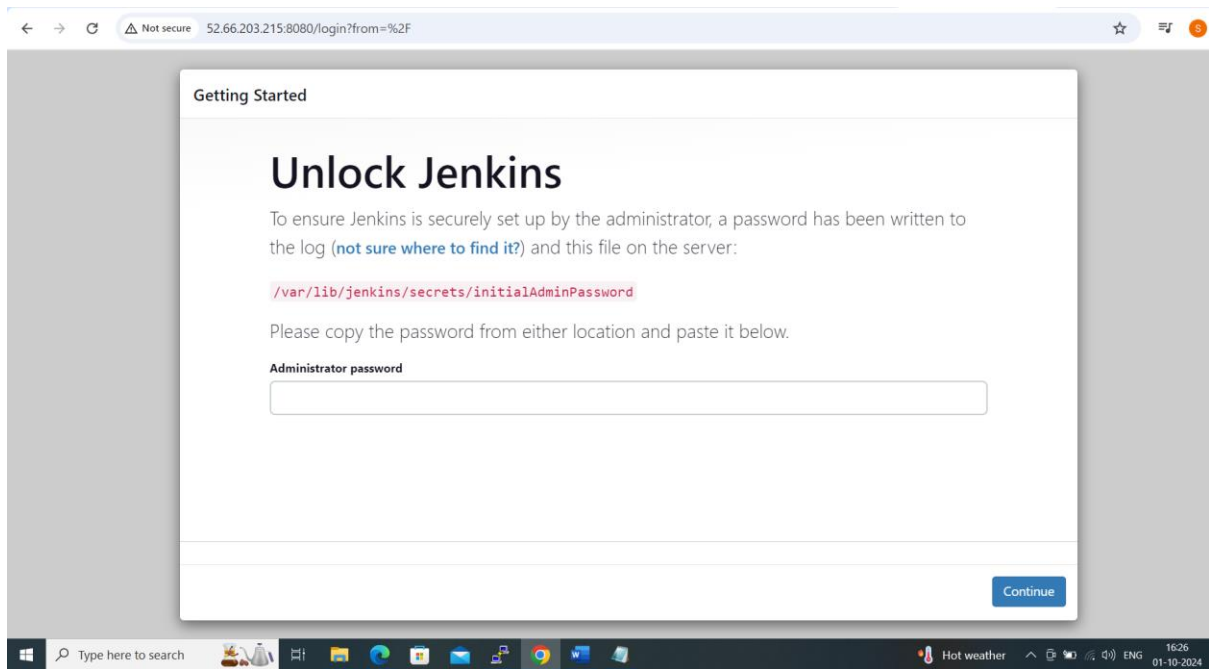 Not secure 52.66.203.215:8080/login?from=%2F
S
Getting Started
Unlock Jenkins
To ensure Jenkins is securely set up by the administrator, a password has been written to
the log (not sure where to find it?) and this file on the server:
/var/lib/jenkins/secrets/initialAdminPassword
Please copy the password from either location and paste it below.
Administrator password
Continue
Type here to search
Hot weather
ENG
16:26
01-10-2024